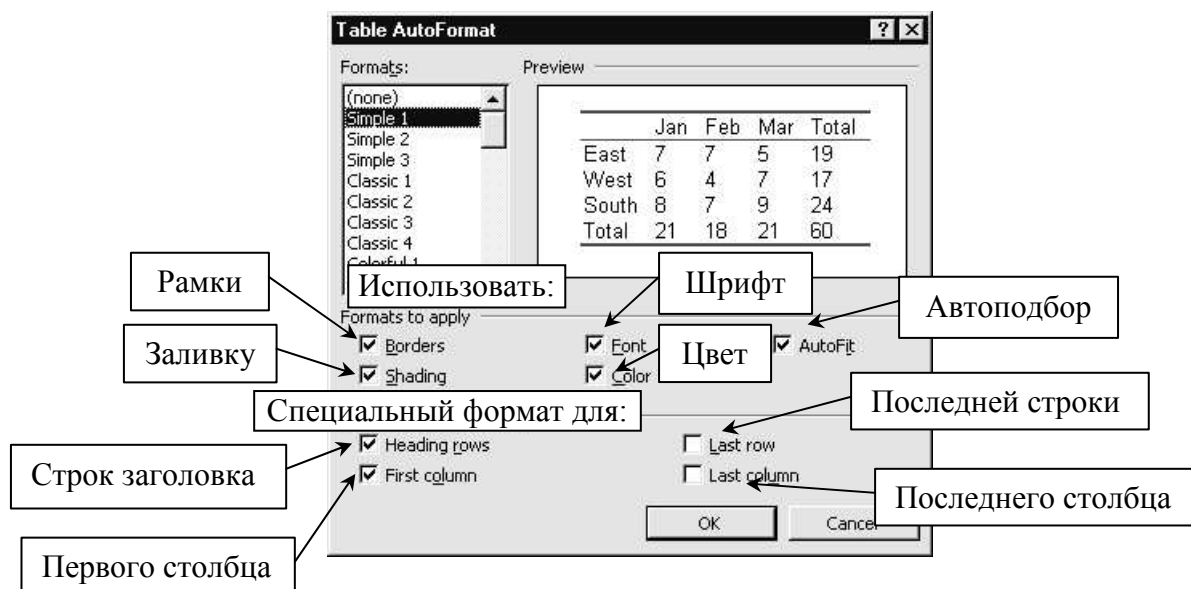 Table AutoFormat
Formats:
Preview
(none)
Simple 1
Simple 2
Simple 3
Classic 1
Classic 2
Classic 3
Classic 4
Colorful 1
Jan Feb Mar Total
East 7 7 5 19
West 6 4 7 17
South 8 7 9 24
Total 21 18 21 60
Рамки
Использовать:
Шрифт
Автоподбор
Formats to apply
Borders
Font
AutoFit
Заливку
Цвет
Shading
Color
Специальный формат для:
Последней строки
Heading rows
Last row
Строк заголовка
First column
Last column
Последнего столбца
OK
Cancel
Первого столбца